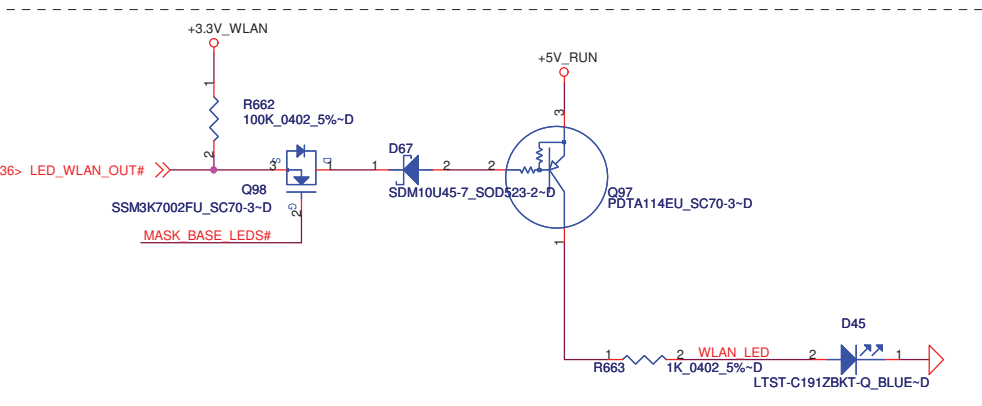 +3.3V_WLAN
+5V_RUN
1
R662
100K_0402_5%~D
2
3
36> LED_WLAN_OUT#
S
3
D
1
Q98
SSM3K7002FU_SC70-3~D
G
2
MASK_BASE_LEDS#
D67
1
2
2
SDM10U45-7_SOD523-2~D
Q97
PDTA114EU_SC70-3~D
1
D45
1
2
WLAN_LED
2
1
R663
1K_0402_5%~D
LTST-C191ZBKT-Q_BLUE~D